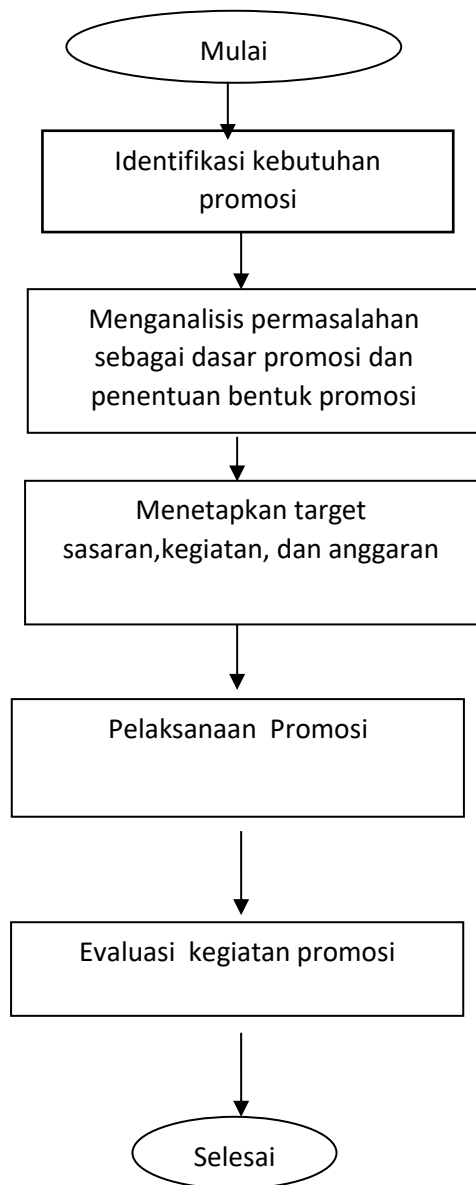 Mulai
Identifikasi kebutuhan
promosi
Menganalisis permasalahan
sebagai dasar promosi dan
penentuan bentuk promosi
Menetapkan target
sasaran,kegiatan, dan anggaran
Pelaksanaan  Promosi
Evaluasi  kegiatan promosi
Selesai